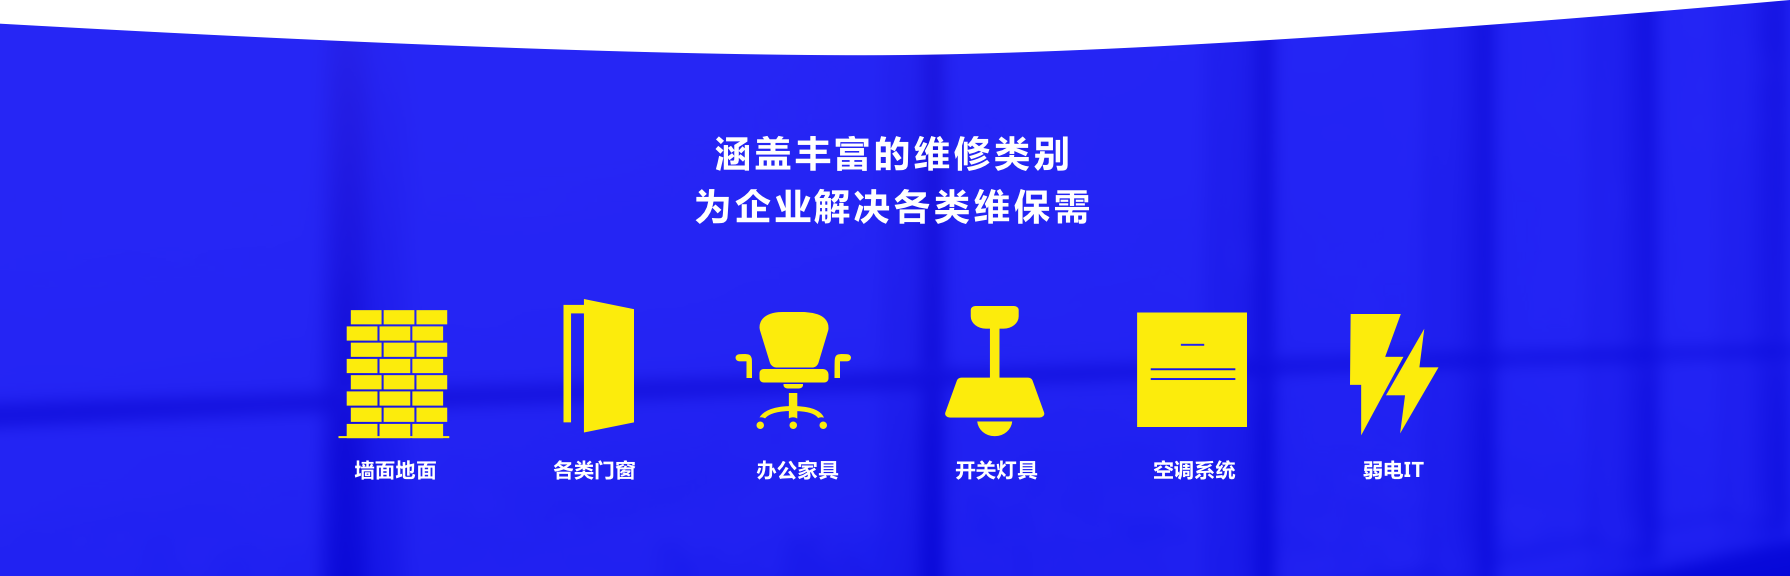 涵盖丰富的维修类别
为企业解决各类维保需
墙面地面
各类门窗
办公家具
开关灯具
空调系统
弱电IT